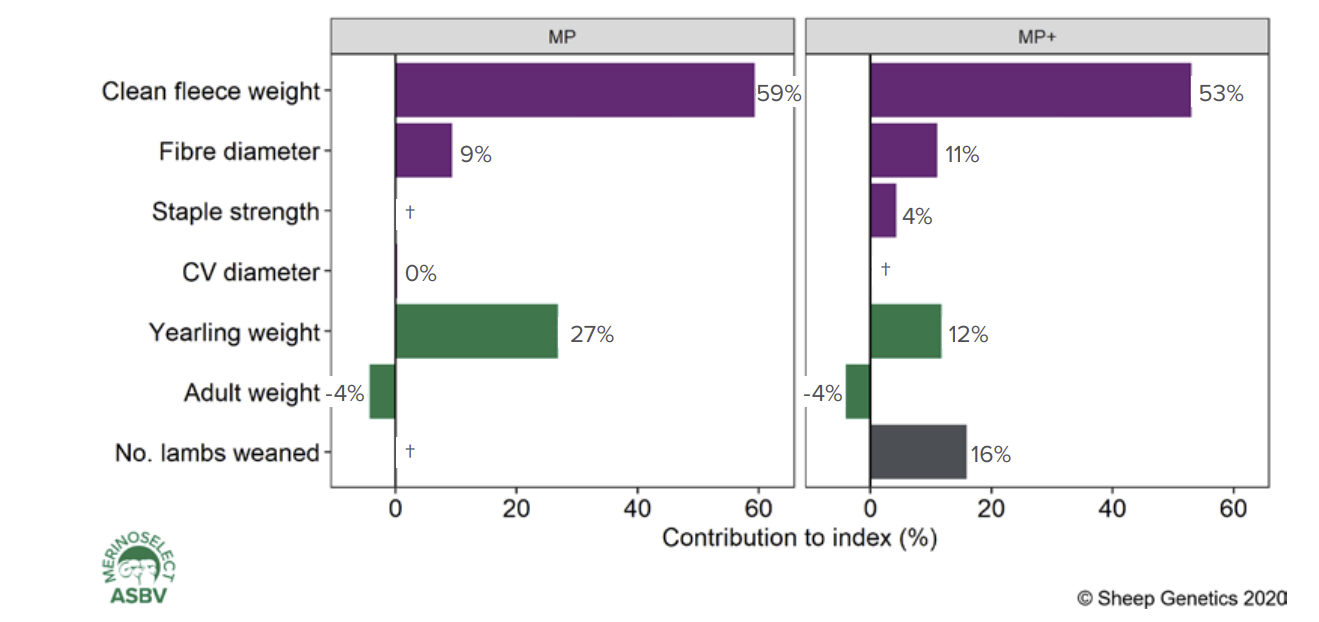 MP
MP+
Clean fleece weight
59%
53%
Fibre diameter
9%
11%
Staple strength
†
4%
CV diameter
0%
†
Yearling weight
27%
12%
Adult weight
-4%
-4%
No. lambs weaned
†
16%
0 20 40 60
0 20 40 60
Contribution to index (%)
MERINOSELECT
ASBV
© Sheep Genetics 2020